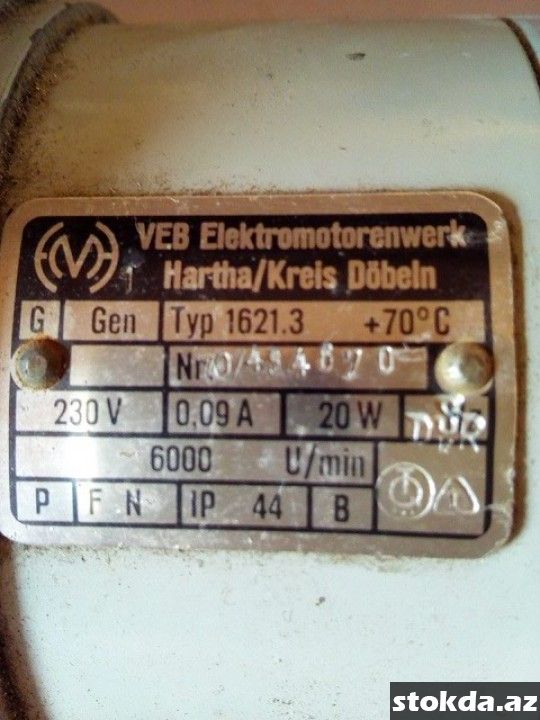 VEB Elektromotorenwerk
Hartha/Kreis Döbeln
G Gen Typ 1621.3 +70°C
Nr
230 V 0,09 A 20 W
6000 U/min
P F N IP 44 B
stokda.az